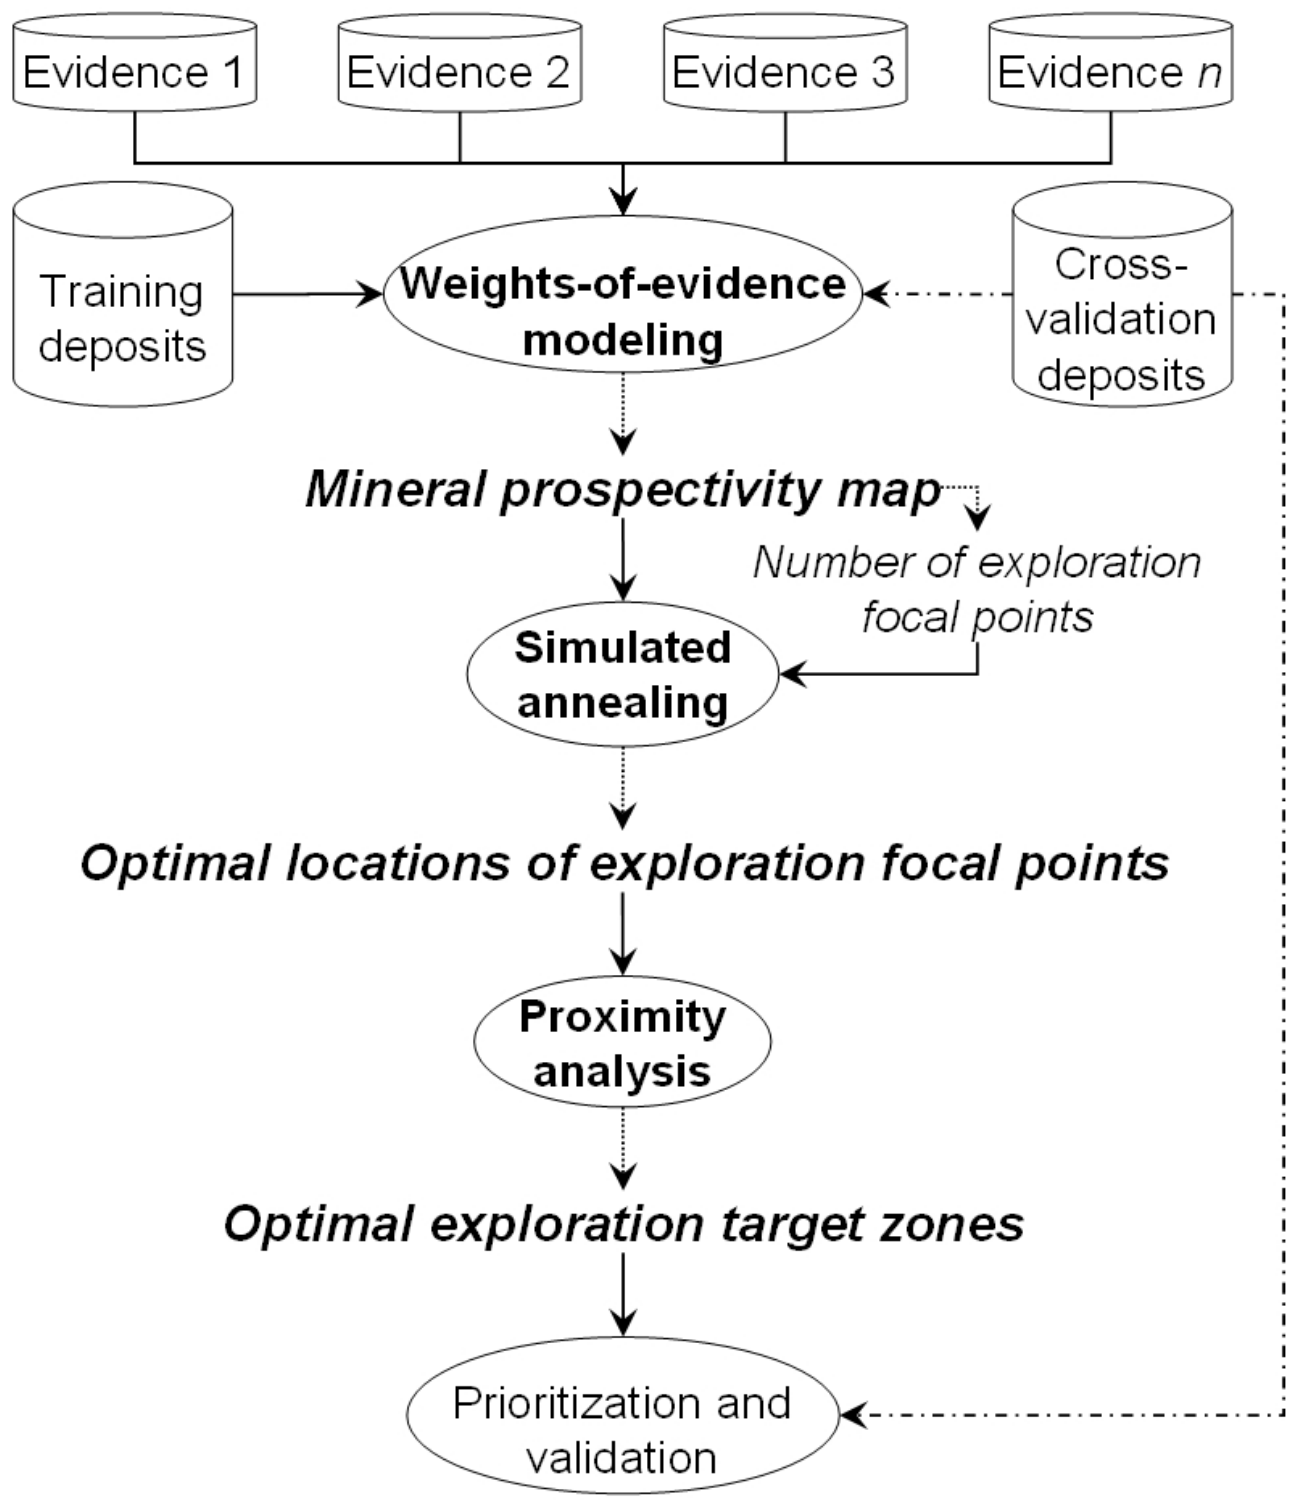 Evidence 1
Evidence 2
Evidence 3
Evidence n
Training
deposits
Weights-of-evidence
modeling
Cross-
validation
deposits
Mineral prospectivity map
Number of exploration
focal points
Simulated
annealing
Optimal locations of exploration focal points
Proximity
analysis
Optimal exploration target zones
Prioritization and
validation